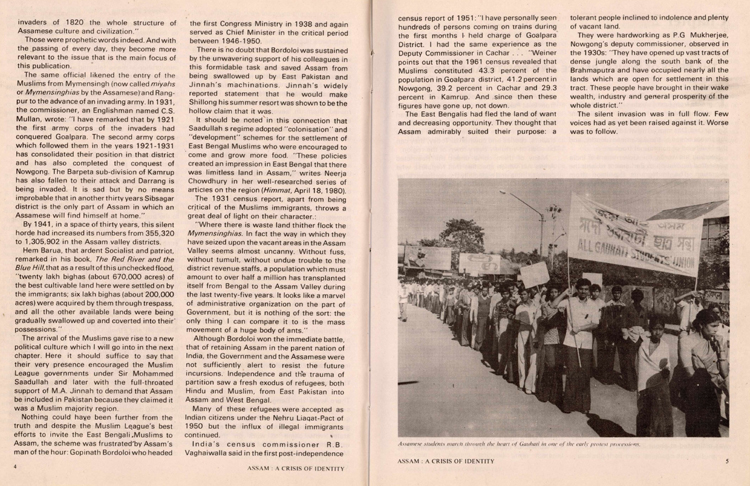 invaders of 1820 the whole structure of
Assamese culture and civilization."
Those were prophetic words indeed. And with
the passing of every day, they become more
relevant to the issue that is the main focus of
this publication.
The same official likened the entry of the
Muslims from Mymensingh (now called miyahs
or Mymensinghias by the Assamese) and Rang-
pur to the advance of an invading army. In 1931,
the commissioner, an Englishman named C.S.
Mullan, wrote: "I have remarked that by 1921
the first army corps of the invaders had
conquered Goalpara. The second army corps
which followed them in the years 1921-1931
has consolidated their position in that district
and has also completed the conquest of
Nowgong. The Barpeta sub-division of Kamrup
has also fallen to their attack and Darrang is
being invaded. It is sad but by no means
improbable that in another thirty years Sibsagar
district is the only part of Assam in which an
Assamese will find himself at home."
By 1941, in a space of thirty years, this silent
horde had increased its numbers from 355,320
to 1,305,902 in the Assam valley districts.
Hem Barua, that ardent Socialist and patriot,
remarked in his book, The Red River and the
Blue Hill, that as a result of this unchecked flood,
"twenty lakh bighas (about 670,000 acres) of
the best cultivable land here were settled on by
the immigrants; six lakh bighas (about 200,000
acres) were acquired by them through trespass,
and all the other available lands were being
gradually swallowed up and coverted into their
possessions."
The arrival of the Muslims gave rise to a new
political culture which I will go into in the next
chapter. Here it should suffice to say that
their very presence encouraged the Muslim
League governments under Sir Mohammed
Saadullah and later with the full-throated
support of M.A. Jinnah to demand that Assam
be included in Pakistan because they claimed it
was a Muslim majority region.
Nothing could have been further from the
truth and despite the Muslim League's best
efforts to invite the East Bengali Muslims to
Assam, the scheme was frustrated by Assam's
man of the hour: Gopinath Bordoloi who headed
4
the first Congress Ministry in 1938 and again
served as Chief Minister in the critical period
between 1946-1950.
There is no doubt that Bordoloi was sustained
by the unwavering support of his colleagues in
this formidable task and saved Assam from
being swallowed up by East Pakistan and
Jinnah's machinations. Jinnah's widely
reported statement that he would make
Shillong his summer resort was shown to be the
hollow claim that it was.
It should be noted in this connection that
Saadullah's regime adopted "colonisation" and
"development" schemes for the settlement of
East Bengal Muslims who were encouraged to
come and grow more food. "These policies
created an impression in East Bengal that there
was limitless land in Assam," writes Neerja
Chowdhury in her well-researched series of
articles on the region (Himmat, April 18, 1980).
The 1931 census report, apart from being
critical of the Muslims immigrants, throws a
great deal of light on their character.:
"Where there is waste land thither flock the
Mymensinghias. In fact the way in which they
have seized upon the vacant areas in the Assam
Valley seems almost uncanny. Without fuss,
without tumult, without undue trouble to the
district revenue staffs, a population which must
amount to over half a million has transplanted
itself from Bengal to the Assam Valley during
the last twenty-five years. It looks like a marvel
of administrative organization on the part of
Government, but it is nothing of the sort: the
only thing I can compare it to is the mass
movement of a huge body of ants."
Although Bordoloi won the immediate battle,
that of retaining Assam in the parent nation of
India, the Government and the Assamese were
not sufficiently alert to resist the future
incursions. Independence and the trauma of
partition saw a fresh exodus of refugees, both
Hindu and Muslim, from East Pakistan into
Assam and West Bengal.
Many of these refugees were accepted as
Indian citizens under the Nehru Liaqat-Pact of
1950 but the influx of illegal immigrants
continued.
India's census commissioner R.B.
Vaghaiwalla said in the first post-independence
ASSAM : A CRISIS OF IDENTITY
census report of 1951: "I have personally seen
hundreds of persons coming on trains during
the first months I held charge of Goalpara
District. I had the same experience as the
Deputy Commissioner in Cachar . . . "Weiner
points out that the 1961 census revealed that
Muslims constituted 43.3 percent of the
population in Goalpara district, 41.2 percent in
Nowgong, 39.2 percent in Cachar and 29.3
percent in Kamrup. And since then these
figures have gone up, not down.
The East Bengalis had fled the land of want
and decreasing opportunity. They thought that
Assam admirably suited their purpose: a
tolerant people inclined to indolence and plenty
of vacant land.
They were hardworking as P.G Mukherjee,
Nowgong's deputy commissioner, observed in
the 1930s: "They have opened up vast tracts of
dense jungle along the south bank of the
Brahmaputra and have occupied nearly all the
lands which are open for settlement in this
tract. These people have brought in their wake
wealth, industry and general prosperity of the
whole district."
The silent invasion was in full flow. Few
voices had as yet been raised against it. Worse
was to follow.
ALL GAUHATI STUDENTS UNION
Assamese students march through the heart of Gauhati in one of the early protest processions.
ASSAM : A CRISIS OF IDENTITY
5